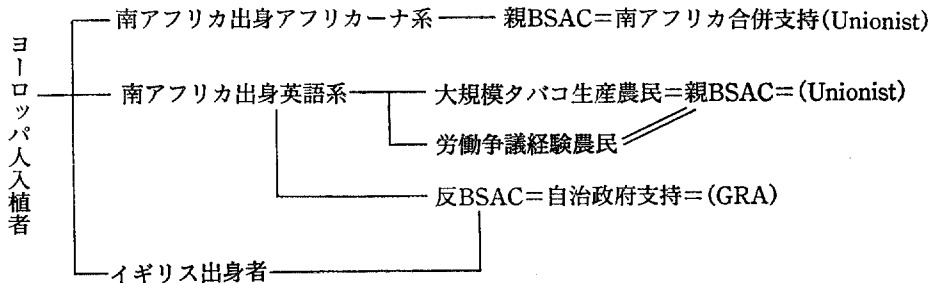 ヨーロッパ人入植者
南アフリカ出身アフリカーナ系 親BSAC=南アフリカ合併支持(Unionist)
南アフリカ出身英語系 大規模タバコ生産農民=親BSAC=(Unionist)
労働争議経験農民
反BSAC=自治政府支持=(GRA)
イギリス出身者